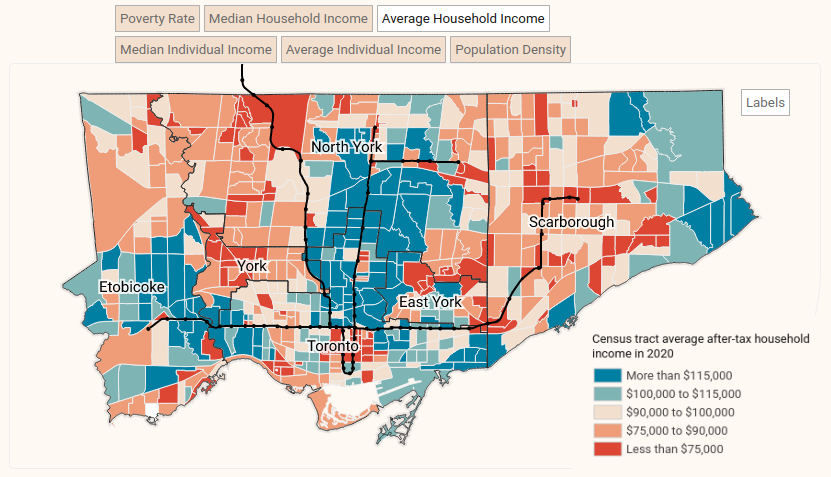 Poverty Rate Median Household Income Average Household Income
Median Individual Income Average Individual Income Population Density
Labels
North York
Scarborough
York
Etobicoke
East York
Toronto
Census tract average after-tax household
income in 2020
More than $115,000
$100,000 to $115,000
$90,000 to $100,000
$75,000 to $90,000
Less than $75,000